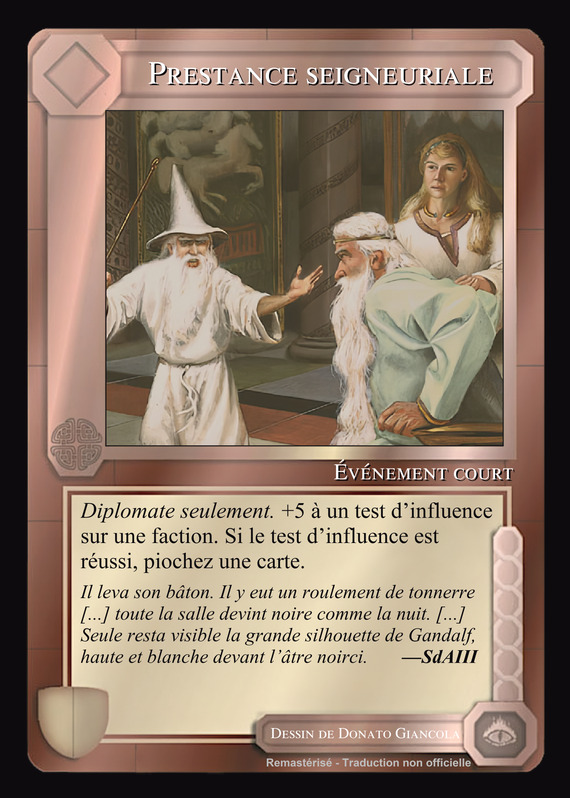 Prestance seigneuriale
Événement court
Diplomate seulement. +5 à un test d’influence
sur une faction. Si le test d’influence est
réussi, piochez une carte.
Il leva son bâton. Il y eut un roulement de tonnerre
[...] toute la salle devint noire comme la nuit. [...]
Seule resta visible la grande silhouette de Gandalf,
haute et blanche devant l’âtre noirci. —SdAIII
Dessin de Donato Giancola
Remastérisé - Traduction non officielle